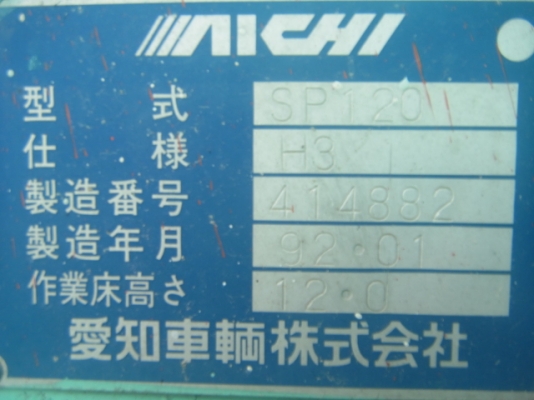 AICHI
型式 SP120
仕様 H3
製造番号 414882
製造年月 92·01
作業床高さ 12·0
愛知車輌株式会社